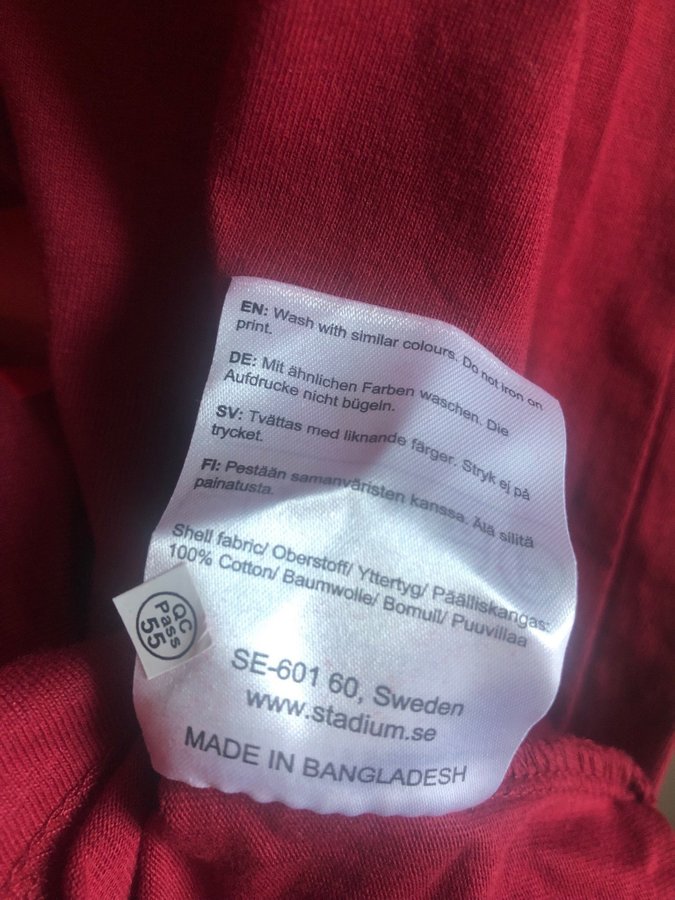 EN: Wash with similar colours. Do not iron on
print.
DE: Mit ähnlichen Farben waschen. Die
Aufdrucke nicht bügeln.
SV: Tvättas med liknande färger. Stryk ej på
trycket.
FI: Pestään samanväristen kanssa. Älä silitä
painatusta.
Shell fabric/ Oberstoff/ Yttertyg/ Päälliskangas:
100% Cotton/ Baumwolle/ Bomull/ Puuvillaa
QC
Pass
55
SE-601 60, Sweden
www.stadium.se
MADE IN BANGLADESH